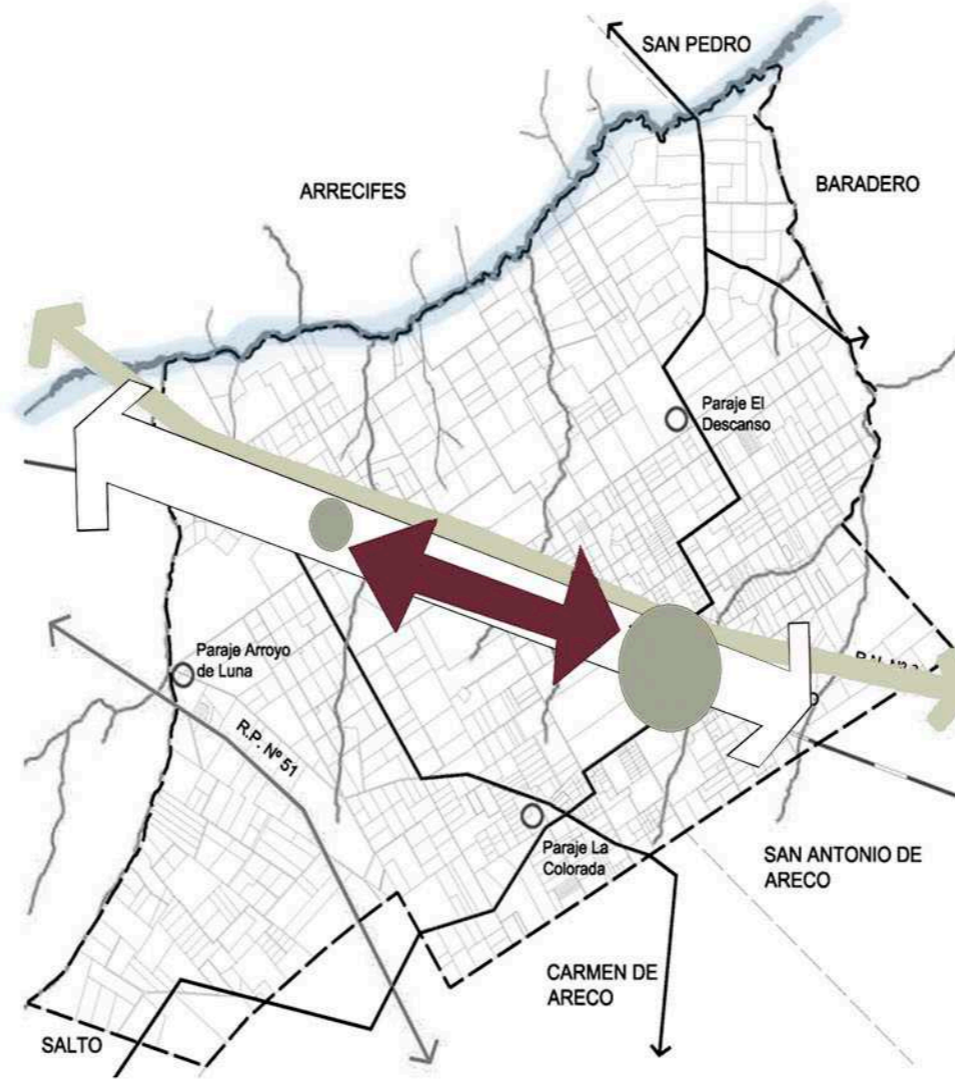 SAN PEDRO
ARRECIFES
BARADERO
Paraje El
Descanso
Paraje Arroyo
de Luna
R.P. Nº 51
Paraje La
Colorada
SAN ANTONIO DE
ARECO
CARMEN DE
ARECO
SALTO